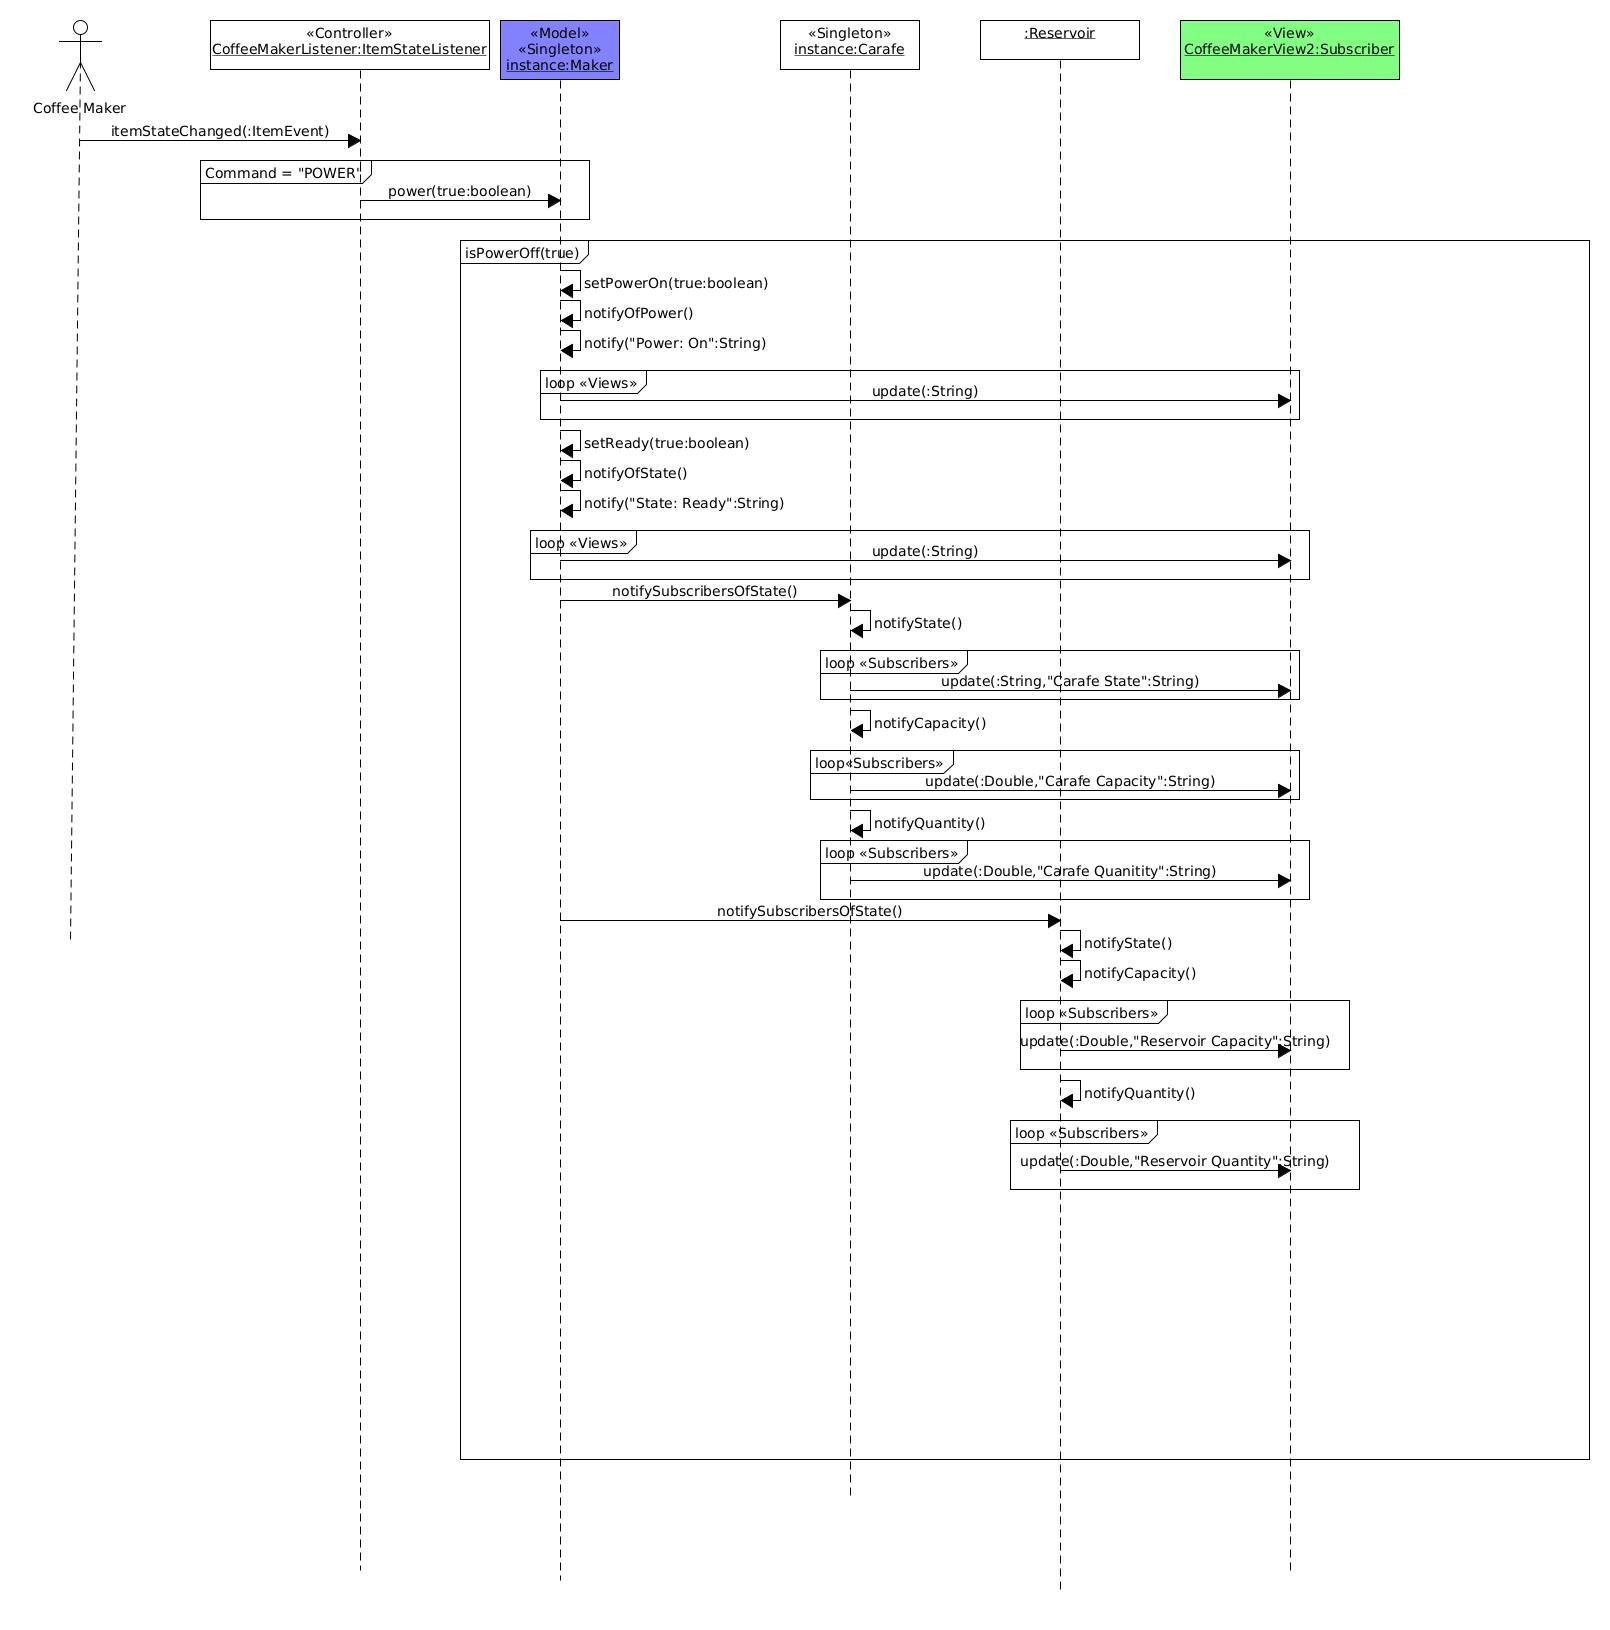 «Controller»
CoffeeMakerListener:ItemStateListener
«Model»
«Singleton»
instance:Maker
«Singleton»
instance:Carafe
:Reservoir
«View»
CoffeeMakerView2:Subscriber
Coffee Maker
itemStateChanged(:ItemEvent)
Command = "POWER"
power(true:boolean)
isPowerOff(true)
setPowerOn(true:boolean)
notifyOfPower()
notify("Power: On":String)
loop «Views»
update(:String)
setReady(true:boolean)
notifyOfState()
notify("State: Ready":String)
loop «Views»
update(:String)
notifySubscribersOfState()
notifyState()
loop «Subscribers»
update(:String,"Carafe State":String)
notifyCapacity()
loop«Subscribers»
update(:Double,"Carafe Capacity":String)
notifyQuantity()
loop «Subscribers»
update(:Double,"Carafe Quanitity":String)
notifySubscribersOfState()
notifyState()
notifyCapacity()
loop «Subscribers»
update(:Double,"Reservoir Capacity":String)
notifyQuantity()
loop «Subscribers»
update(:Double,"Reservoir Quantity":String)